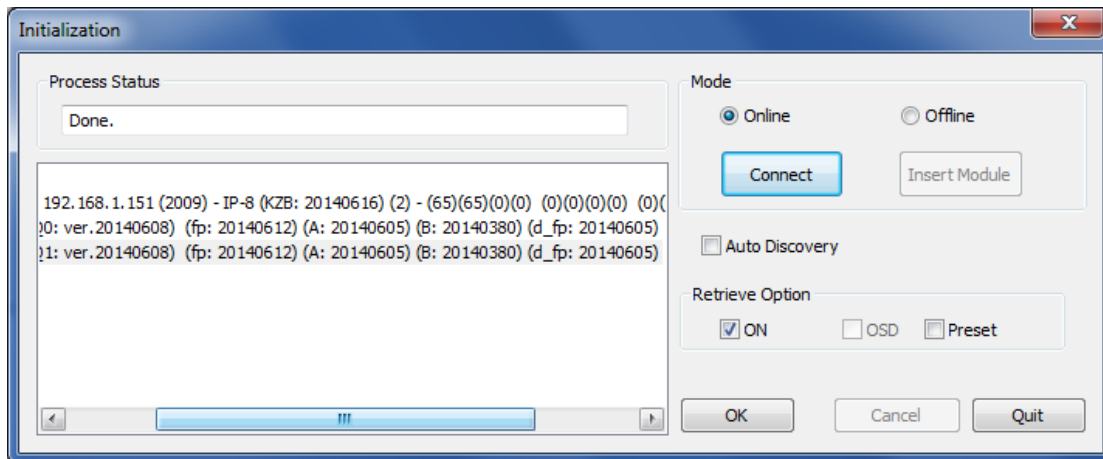 Initialization
Process Status
Done.
192.168.1.151 (2009) - IP-8 (KZB: 20140616) (2) - (65)(65)(0)(0) (0)(0)(0)(0) (0)(
0: ver.20140608) (fp: 20140612) (A: 20140605) (B: 20140380) (d_fp: 20140605)
1: ver.20140608) (fp: 20140612) (A: 20140605) (B: 20140380) (d_fp: 20140605)
Mode
Online Offline
Connect Insert Module
Auto Discovery
Retrieve Option
ON OSD Preset
OK Cancel Quit